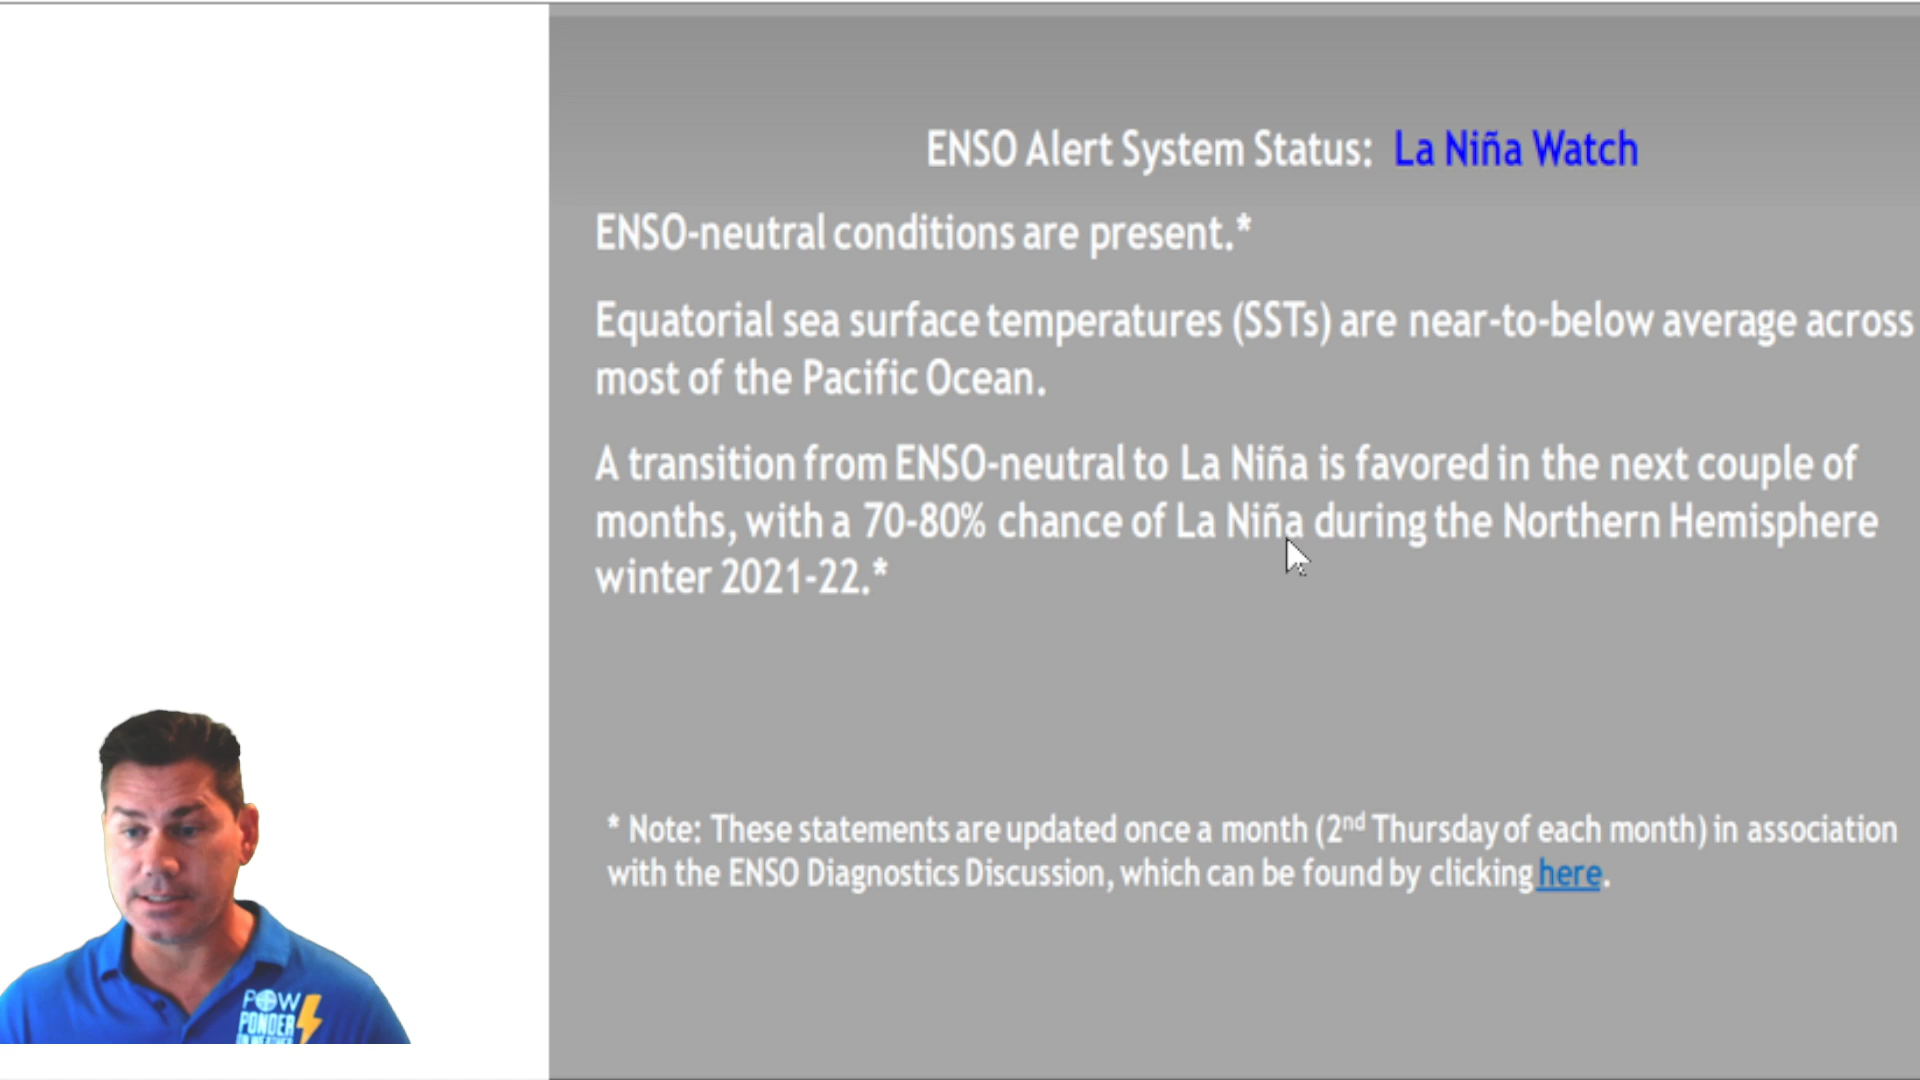 ENSO Alert System Status: La Niña Watch
ENSO-neutral conditions are present.*
Equatorial sea surface temperatures (SSTs) are near-to-below average across
most of the Pacific Ocean.
A transition from ENSO-neutral to La Niña is favored in the next couple of
months, with a 70-80% chance of La Niña during the Northern Hemisphere
winter 2021-22.*
* Note: These statements are updated once a month (2nd Thursday of each month) in association
with the ENSO Diagnostics Discussion, which can be found by clicking here.
POW
PONDER